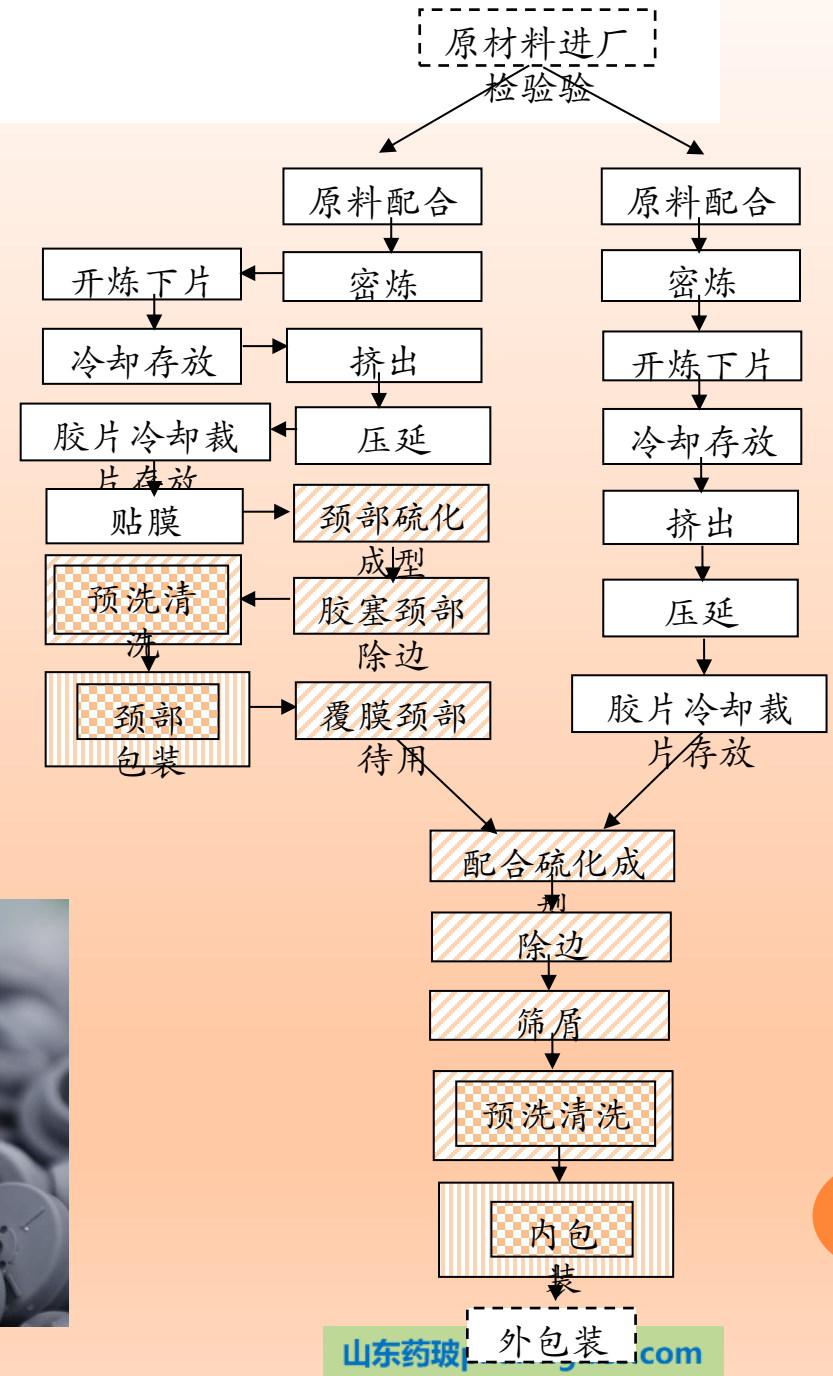 原材料进厂
检验验
原料配合
原料配合
开炼下片
密炼
密炼
冷却存放
挤出
开炼下片
胶片冷却裁
片存放
压延
冷却存放
贴膜
颈部硫化
成型
挤出
预洗清
洗
胶塞颈部
除边
压延
颈部
包装
覆膜颈部
待用
胶片冷却裁
片存放
配合硫化成
型
除边
筛屑
预洗清洗
内包
装
外包装
山东药玻
com